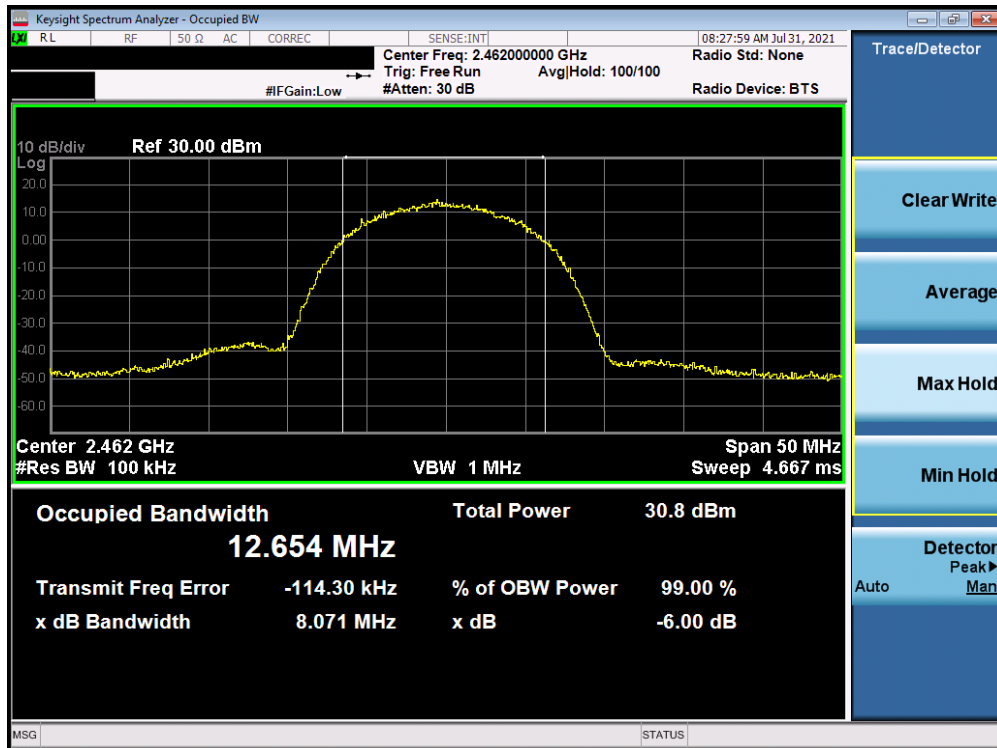 Keysight Spectrum Analyzer - Occupied BW
LXI RL RF 50 Ω AC CORREC SENSE:INT 08:27:59 AM Jul 31, 2021
Center Freq: 2.462000000 GHz Radio Std: None
Trig: Free Run Avg|Hold: 100/100
#IFGain:Low #Atten: 30 dB Radio Device: BTS
10 dB/div Ref 30.00 dBm
Log
20.0
10.0
0.00
-10.0
-20.0
-30.0
-40.0
-50.0
-60.0
Center 2.462 GHz Span 50 MHz
#Res BW 100 kHz VBW 1 MHz Sweep 4.667 ms
Occupied Bandwidth Total Power 30.8 dBm
12.654 MHz
Transmit Freq Error -114.30 kHz % of OBW Power 99.00 %
x dB Bandwidth 8.071 MHz x dB -6.00 dB
Trace/Detector
Clear Write
Average
Max Hold
Min Hold
Detector
Peak▶
Auto Man
MSG STATUS